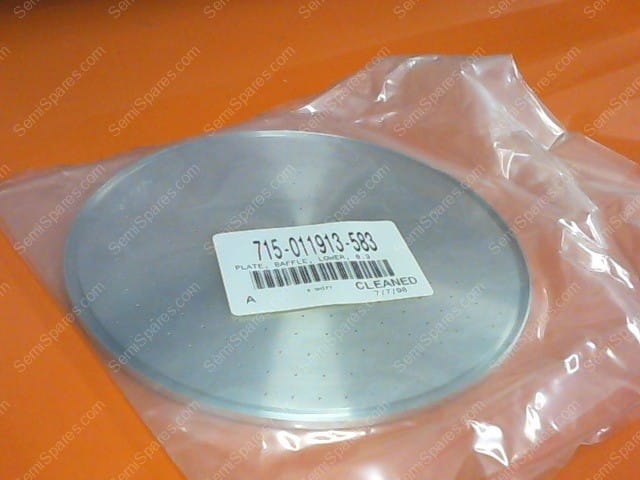 715-011913-583
PLATE, BAFFLE, LOWER, 8.3
A
CLEANED
7/7/98
SemiSpares.com